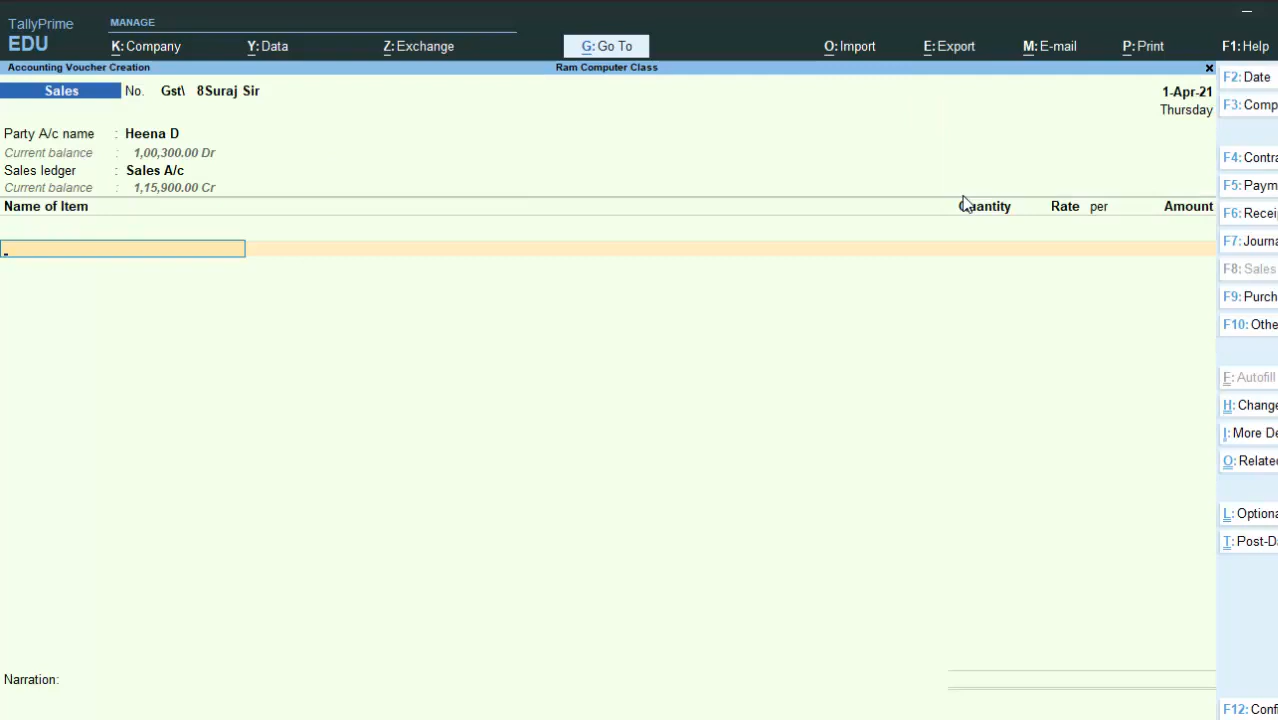 TallyPrime
EDU
MANAGE
K: Company
Y: Data
Z: Exchange
G: Go To
O: Import
E: Export
M: E-mail
P: Print
F1: Help
Accounting Voucher Creation
Ram Computer Class
Sales No. Gst\ 8Suraj Sir
1-Apr-21
Thursday
Party A/c name : Heena D
Current balance : 1,00,300.00 Dr
Sales ledger : Sales A/c
Current balance : 1,15,900.00 Cr
Name of Item Quantity Rate per Amount
Narration:
F2: Date
F3: Comp
F4: Contra
F5: Paym
F6: Recei
F7: Journa
F8: Sales
F9: Purch
F10: Othe
F: Autofill
H: Change
I: More De
O: Related
L: Optiona
T: Post-Da
F12: Confi